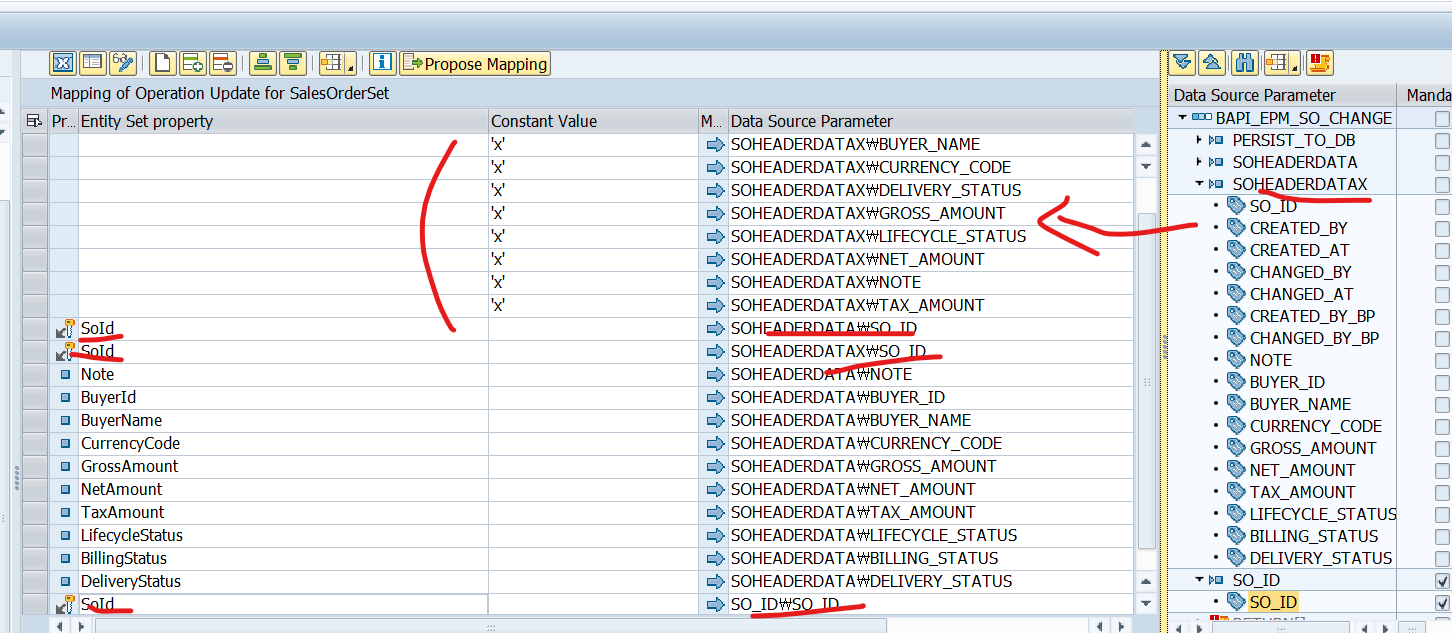 Propose Mapping
Mapping of Operation Update for SalesOrderSet
Pr... Entity Set property Constant Value M... Data Source Parameter
'x' SOHEADERDATAX₩BUYER_NAME
'x' SOHEADERDATAX₩CURRENCY_CODE
'x' SOHEADERDATAX₩DELIVERY_STATUS
'x' SOHEADERDATAX₩GROSS_AMOUNT
'x' SOHEADERDATAX₩LIFECYCLE_STATUS
'x' SOHEADERDATAX₩NET_AMOUNT
'x' SOHEADERDATAX₩NOTE
'x' SOHEADERDATAX₩TAX_AMOUNT
SoId SOHEADERDATA₩SO_ID
SoId SOHEADERDATAX₩SO_ID
Note SOHEADERDATA₩NOTE
BuyerId SOHEADERDATA₩BUYER_ID
BuyerName SOHEADERDATA₩BUYER_NAME
CurrencyCode SOHEADERDATA₩CURRENCY_CODE
GrossAmount SOHEADERDATA₩GROSS_AMOUNT
NetAmount SOHEADERDATA₩NET_AMOUNT
TaxAmount SOHEADERDATA₩TAX_AMOUNT
LifecycleStatus SOHEADERDATA₩LIFECYCLE_STATUS
BillingStatus SOHEADERDATA₩BILLING_STATUS
DeliveryStatus SOHEADERDATA₩DELIVERY_STATUS
SoId SO_ID₩SO_ID
Data Source Parameter Manda
BAPI_EPM_SO_CHANGE
PERSIST_TO_DB
SOHEADERDATA
SOHEADERDATAX
SO_ID
CREATED_BY
CREATED_AT
CHANGED_BY
CHANGED_AT
CREATED_BY_BP
CHANGED_BY_BP
NOTE
BUYER_ID
BUYER_NAME
CURRENCY_CODE
GROSS_AMOUNT
NET_AMOUNT
TAX_AMOUNT
LIFECYCLE_STATUS
BILLING_STATUS
DELIVERY_STATUS
SO_ID
SO_ID